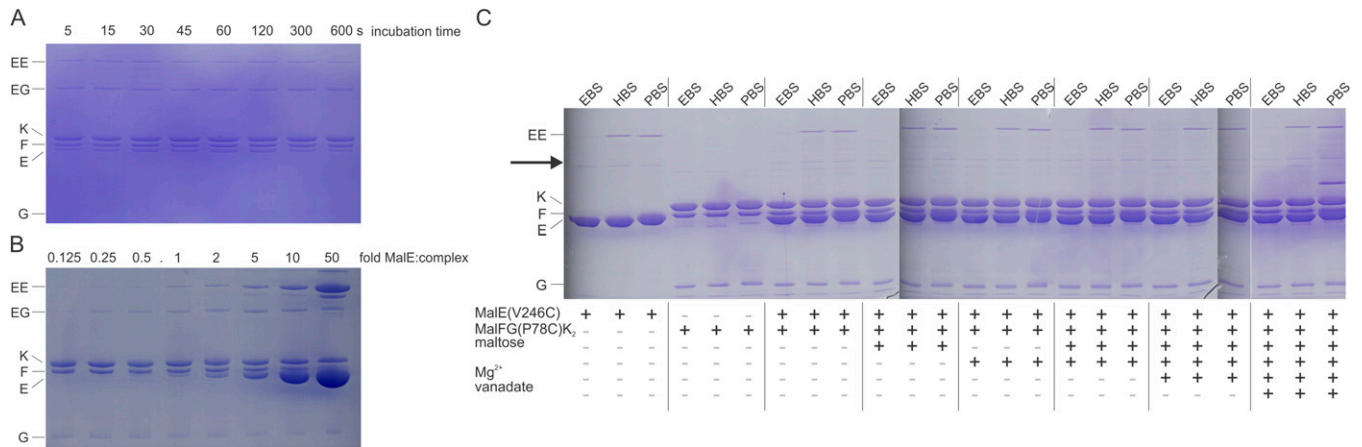 A
5 15 30 45 60 120 300 600 s incubation time
EE
EG
K
F
E
G
B
0.125 0.25 0.5 . 1 2 5 10 50 fold MalE:complex
EE
EG
K
F
E
G
C
EBS HBS PBS EBS HBS PBS EBS HBS PBS EBS HBS PBS EBS HBS PBS EBS HBS PBS EBS HBS PBS EBS HBS PBS
EE
K
F
E
G
MalE(V246C) + + + - - - + + + + + + + + + + + + + + + + + +
MalFG(P78C)K₂ - - - + + + + + + + + + + + + + + + + + + + + +
maltose - - - - - - - - - + + + - - - + + + + + + + + +
- - - - - - - - - - - - + + + + + + + + + + + +
Mg²⁺ - - - - - - - - - - - - - - - - - - + + + + + +
vanadate - - - - - - - - - - - - - - - - - - - - - + + +